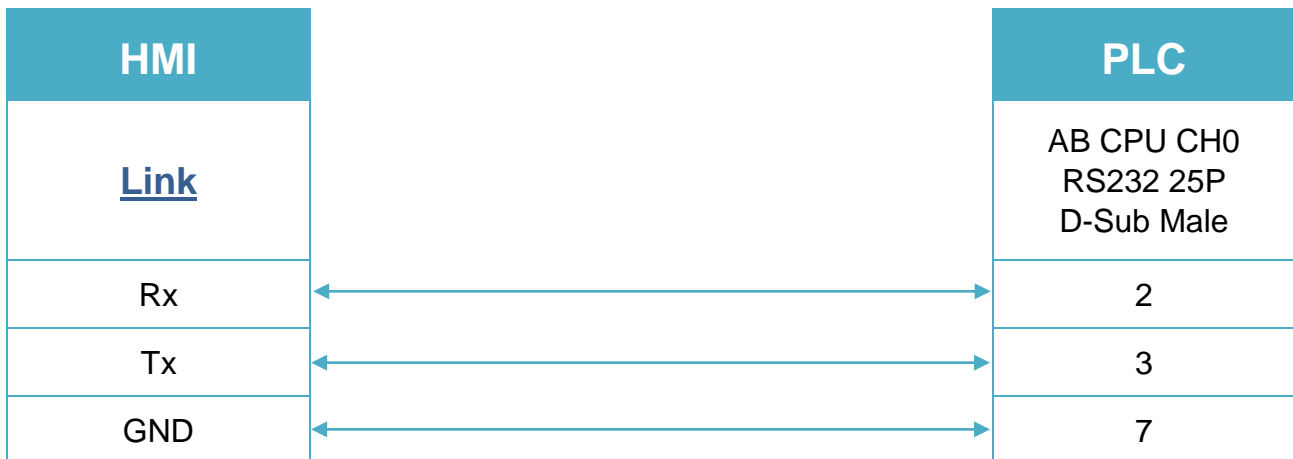 HMI
PLC
Link
AB CPU CH0
RS232 25P
D-Sub Male
Rx
2
Tx
3
GND
7